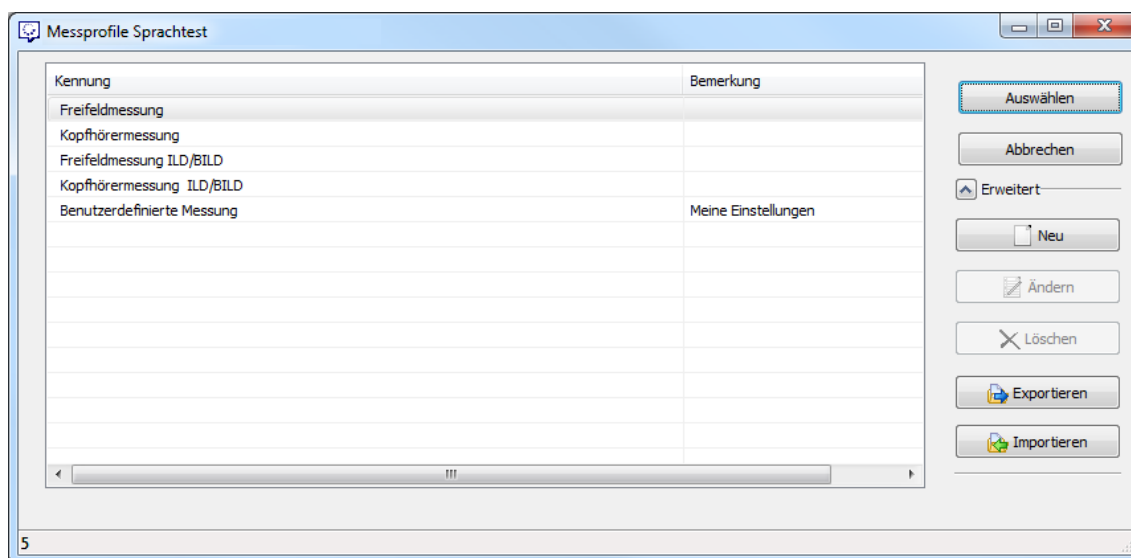 Messprofile Sprachtest
Kennung Bemerkung
Freifeldmessung
Kopfhörermessung
Freifeldmessung ILD/BILD
Kopfhörermessung  ILD/BILD
Benutzerdefinierte Messung Meine Einstellungen
Auswählen
Abbrechen
Erweitert
Neu
Ändern
Löschen
Exportieren
Importieren
5